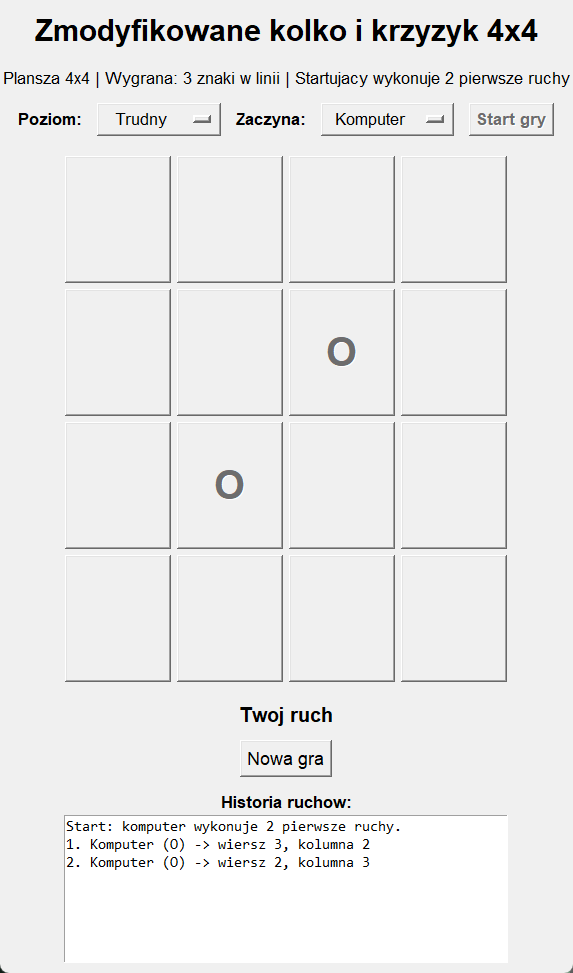 Zmodyfikowane kolko i krzyzyk 4x4
Plansza 4x4 | Wygrana: 3 znaki w linii | Startujacy wykonuje 2 pierwsze ruchy
Poziom: Trudny Zaczyna: Komputer Start gry
O
O
Twoj ruch
Nowa gra
Historia ruchow:
Start: komputer wykonuje 2 pierwsze ruchy.
1. Komputer (O) -> wiersz 3, kolumna 2
2. Komputer (O) -> wiersz 2, kolumna 3